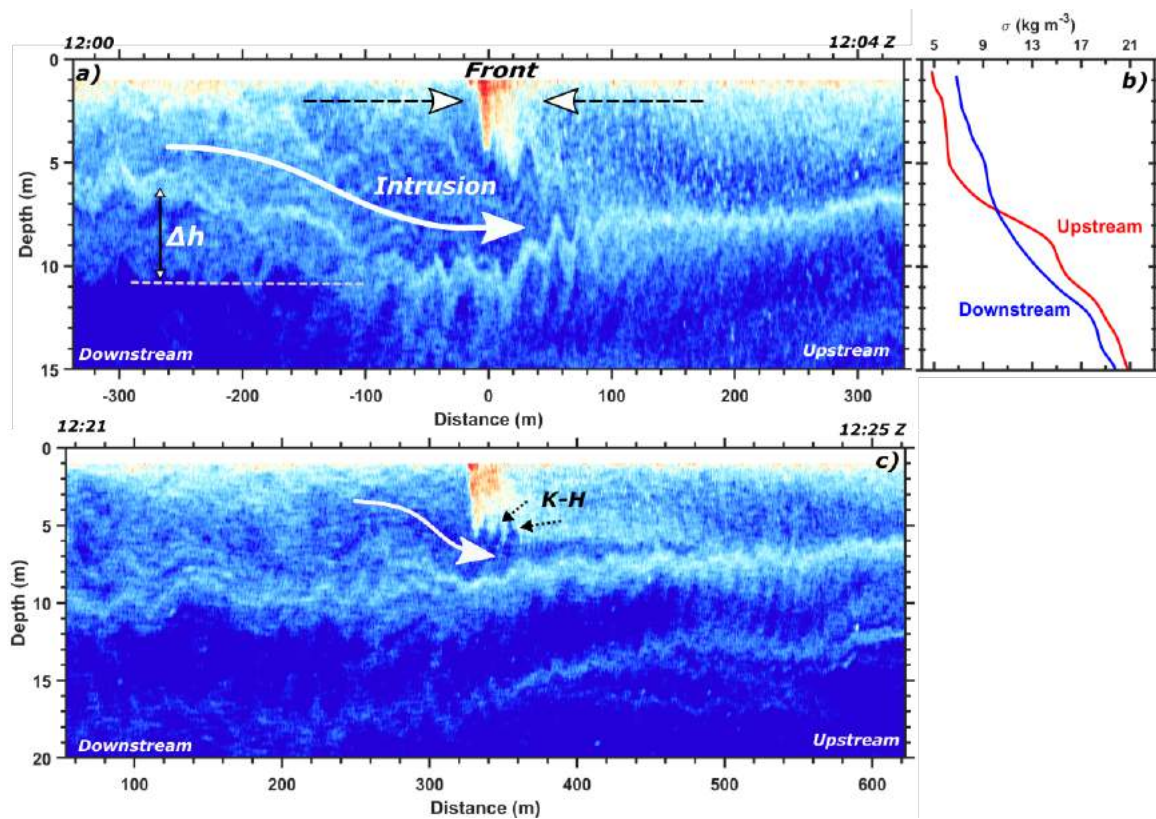 12:00
12:04 Z
a)
Front
Intrusion
Δh
Downstream
Upstream
0
5
10
15
Depth (m)
-300
-200
-100
0
100
200
300
Distance (m)
σ (kg m⁻³)
5
9
13
17
21
b)
Upstream
Downstream
12:21
12:25 Z
c)
K-H
Downstream
Upstream
0
5
10
15
20
Depth (m)
100
200
300
400
500
600
Distance (m)